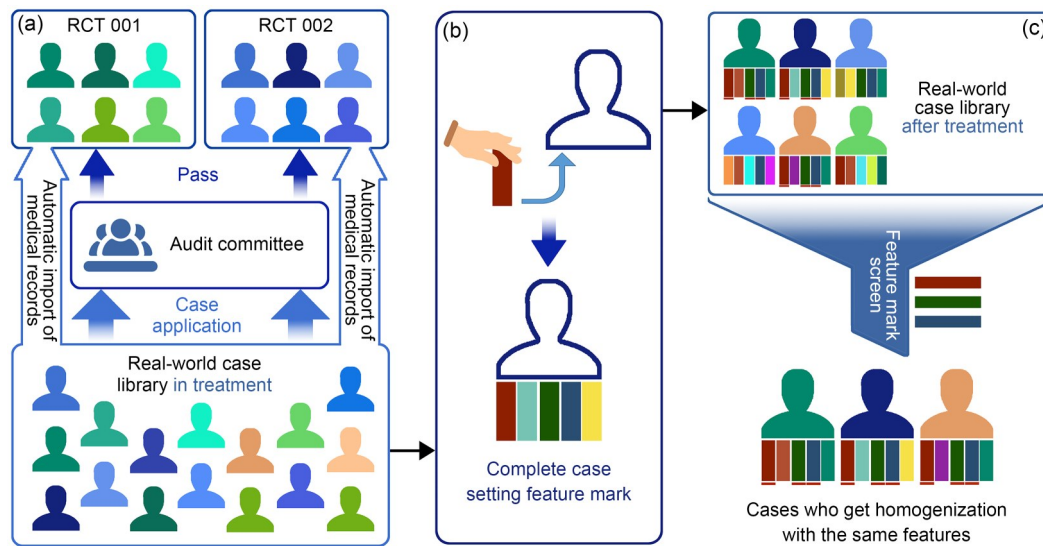 (a)
RCT 001
RCT 002
Pass
Automatic import of
medical records
Audit committee
Automatic import of
medical records
Case
application
Real-world case
library in treatment
(b)
Complete case
setting feature mark
(c)
Real-world
case library
after treatment
Feature mark
screen
Cases who get homogenization
with the same features